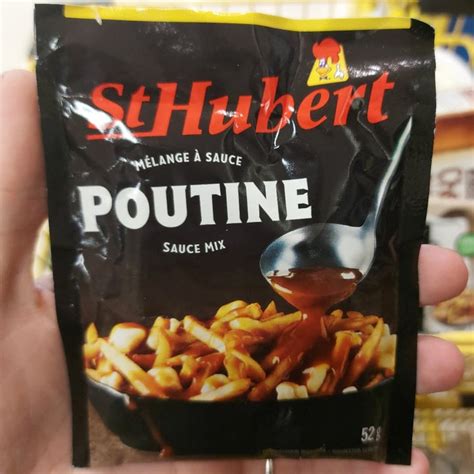 StHubert
MÉLANGE À SAUCE
POUTINE
SAUCE MIX
52 g